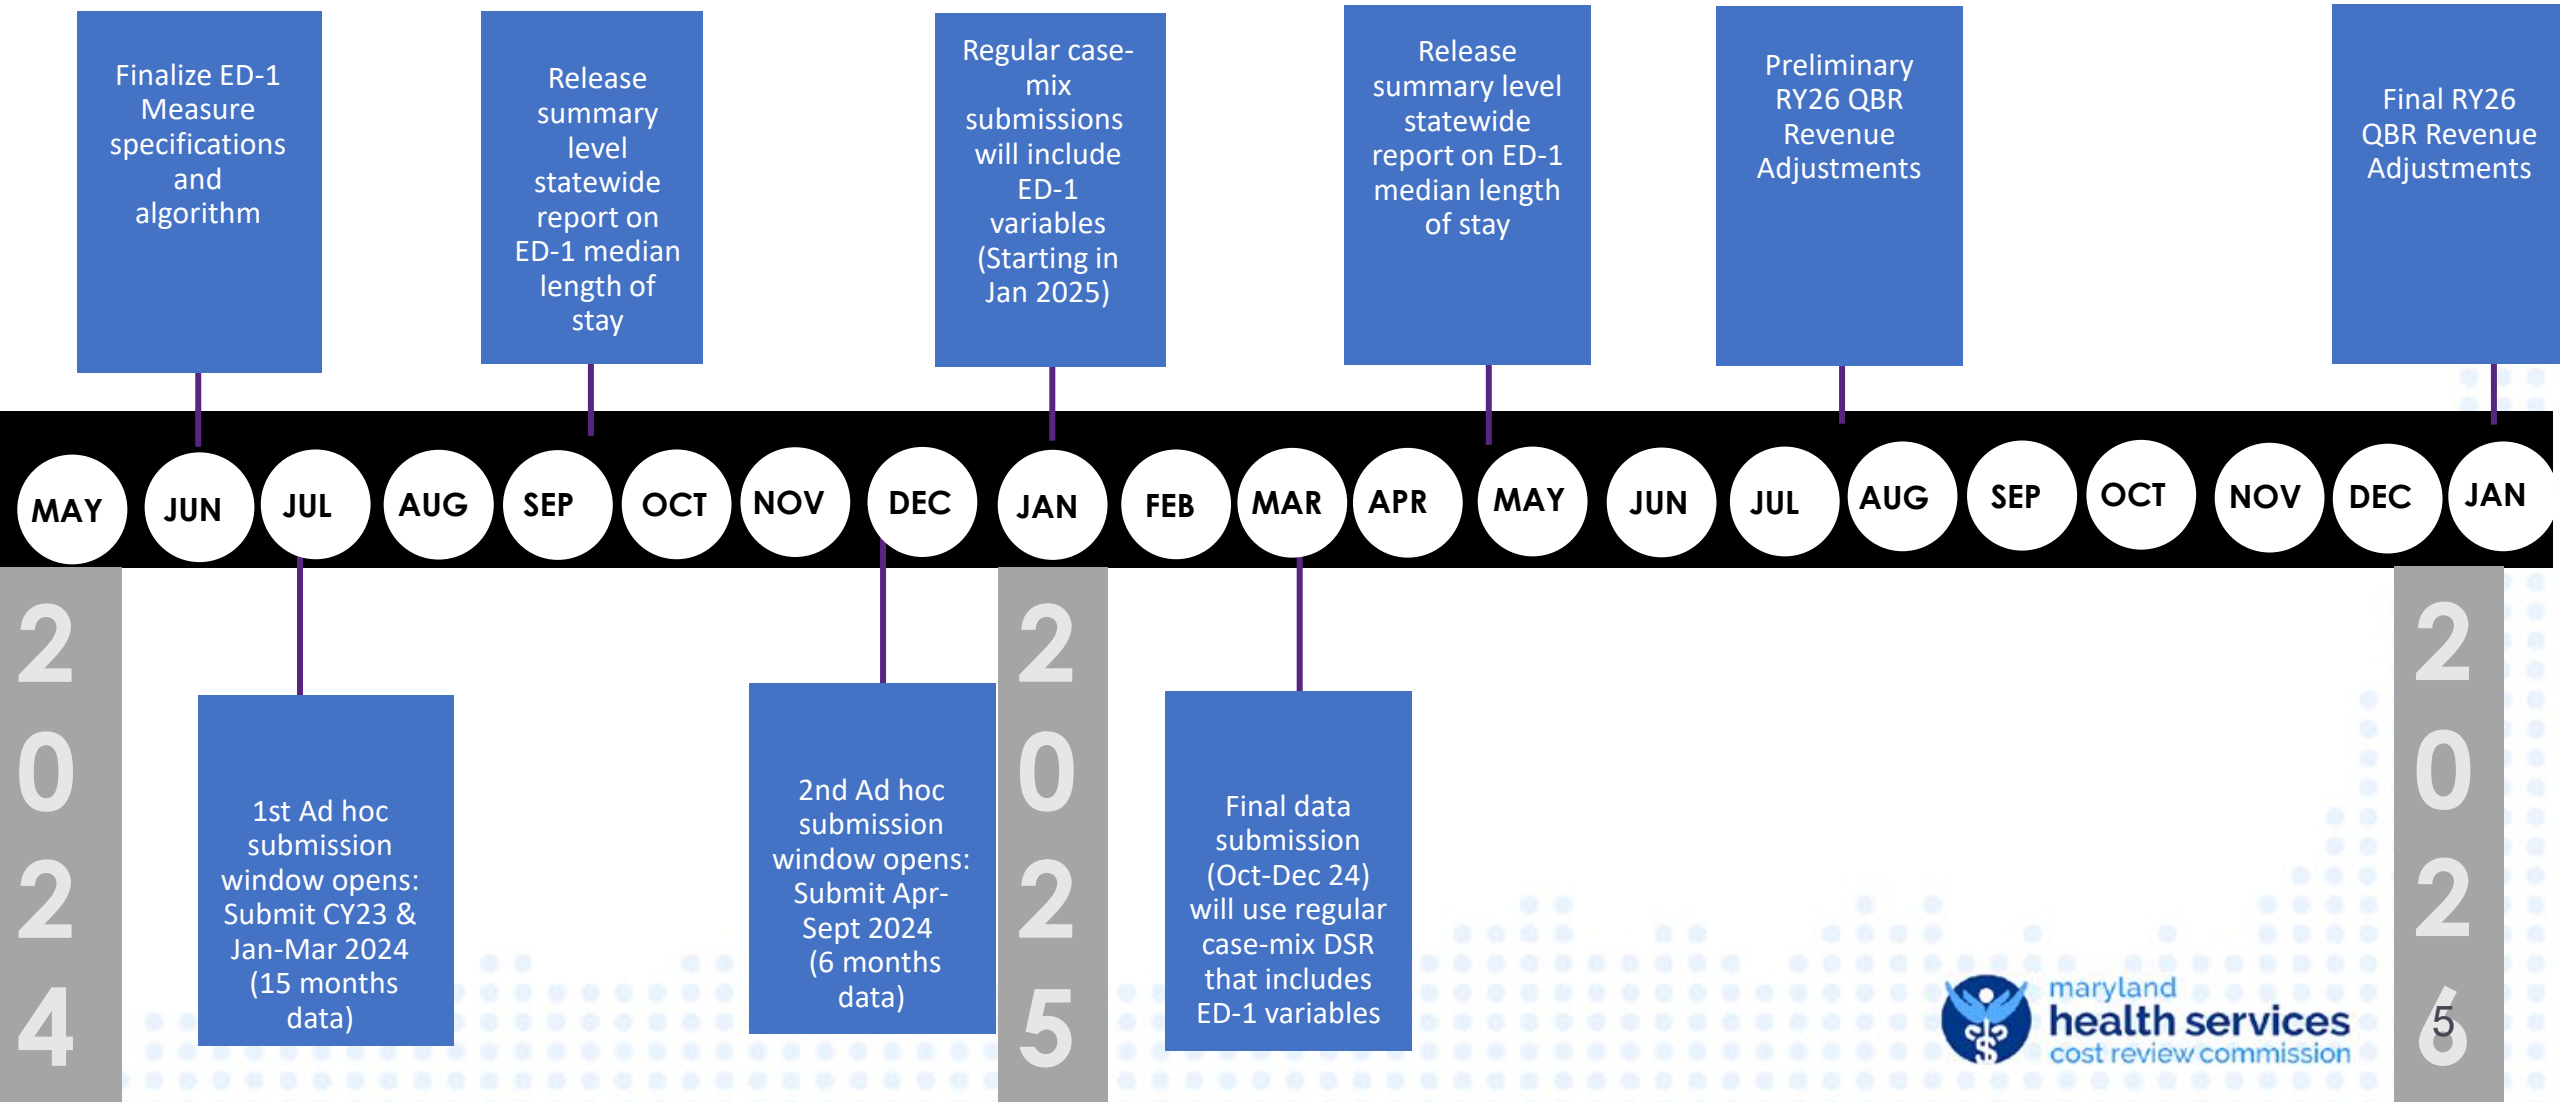 Finalize ED-1
Measure
specifications
and
algorithm
Release
summary
level
statewide
report on
ED-1 median
length of
stay
Regular case-
mix
submissions
will include
ED-1
variables
(Starting in
Jan 2025)
Release
summary level
statewide
report on ED-1
median length
of stay
Preliminary
RY26 QBR
Revenue
Adjustments
Final RY26
QBR Revenue
Adjustments
MAY
JUN
JUL
AUG
SEP
OCT
NOV
DEC
JAN
FEB
MAR
APR
MAY
JUN
JUL
AUG
SEP
OCT
NOV
DEC
JAN
2
0
2
4
1st Ad hoc
submission
window opens:
Submit CY23 &
Jan-Mar 2024
(15 months
data)
2nd Ad hoc
submission
window opens:
Submit Apr-
Sept 2024
(6 months
data)
2
0
2
5
Final data
submission
(Oct-Dec 24)
will use regular
case-mix DSR
that includes
ED-1 variables
maryland
health services
cost review commission
2
0
2
6
5